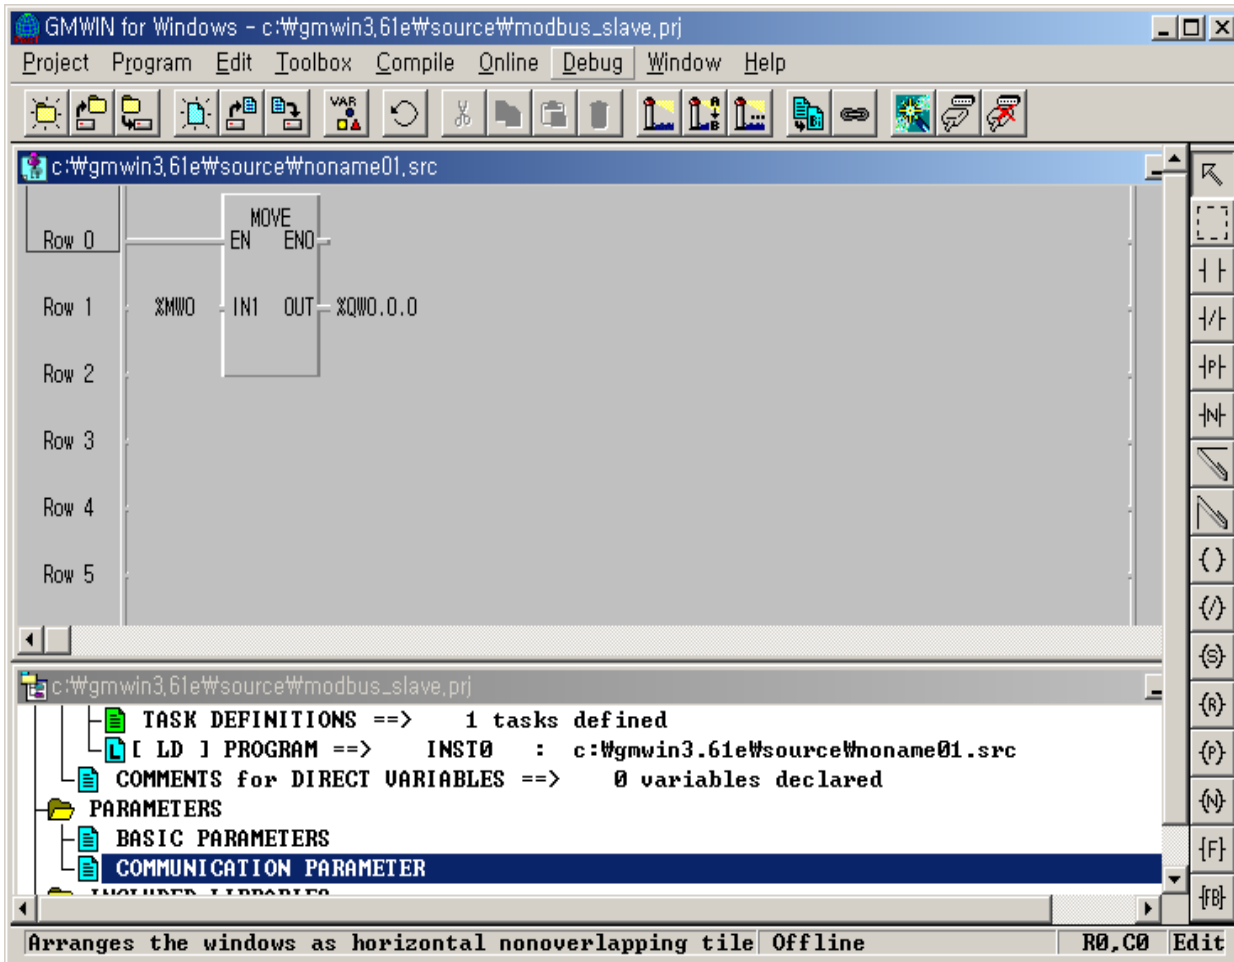 GMWIN for Windows - c:₩gmwin3,61e₩source₩modbus_slave,prj
Project Program Edit Toolbox Compile Online Debug Window Help
VAR
A
B
c:₩gmwin3,61e₩source₩noname01,src
MOVE
Row 0 EN ENO
Row 1 %MW0 IN1 OUT %QW0.0.0
Row 2
Row 3
Row 4
Row 5
c:₩gmwin3,61e₩source₩modbus_slave,prj
TASK DEFINITIONS ==> 1 tasks defined
L [ LD ] PROGRAM ==> INST0 : c:₩gmwin3.61e₩source₩noname01.src
COMMENTS for DIRECT VARIABLES ==> 0 variables declared
PARAMETERS
BASIC PARAMETERS
COMMUNICATION PARAMETER
INCLUDED LIBRARIES
P
N
(S)
(R)
(P)
(N)
{F}
{FB}
Arranges the windows as horizontal nonoverlapping tile Offline R0,C0 Edit